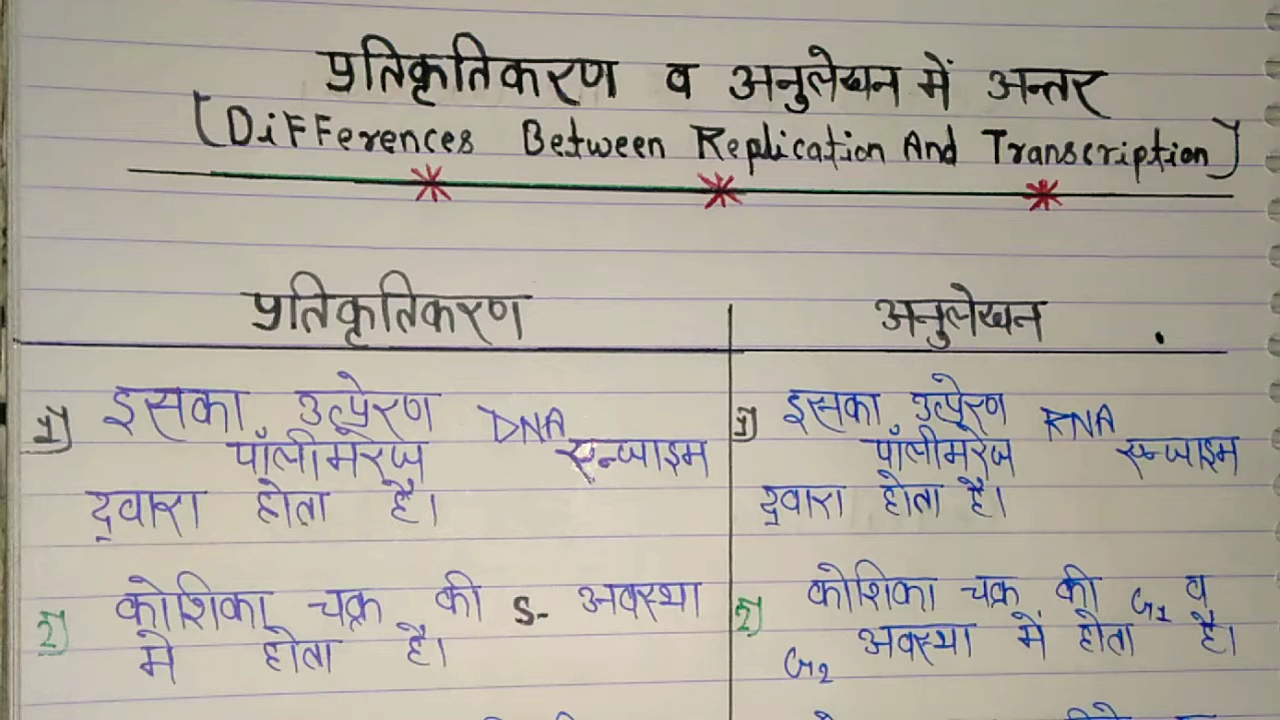 प्रतिकृतिकरण व अनुलेखन में अन्तर
(Differences Between Replication And Transcription)
प्रतिकृतिकरण
1) इसका उत्प्रेरण DNA
पॉलीमरेज एन्जाइम
द्वारा होता है।
2) कोशिका चक्र की S- अवस्था
मे होता है।
अनुलेखन
1) इसका उत्प्रेरण RNA
पॉलीमरेज एन्जाइम
द्वारा होता है।
2) कोशिका चक्र की G1 व
G2 अवस्था में होता है।